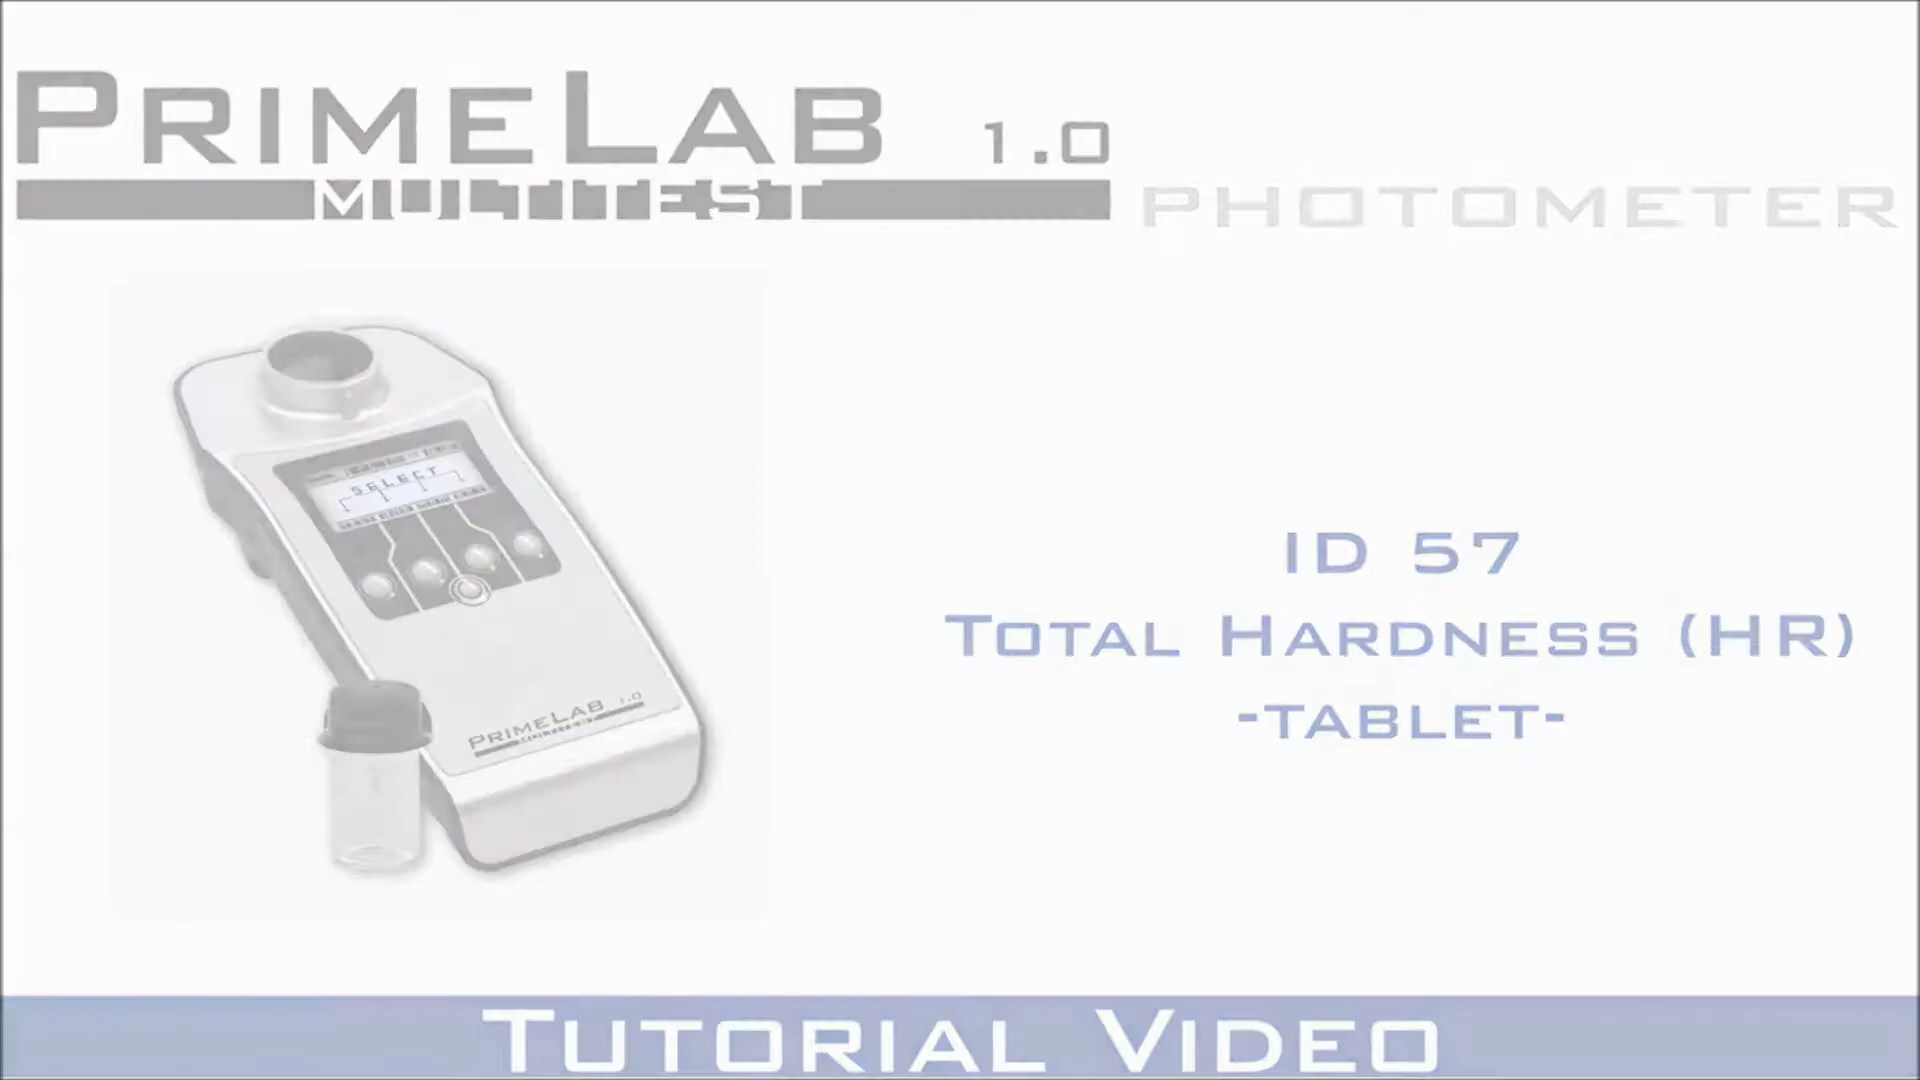 PRIMELAB 1.0
MULTITEST
PHOTOMETER
SELECT
PRIMELAB 1.0
ID 57
TOTAL HARDNESS (HR)
-TABLET-
TUTORIAL VIDEO